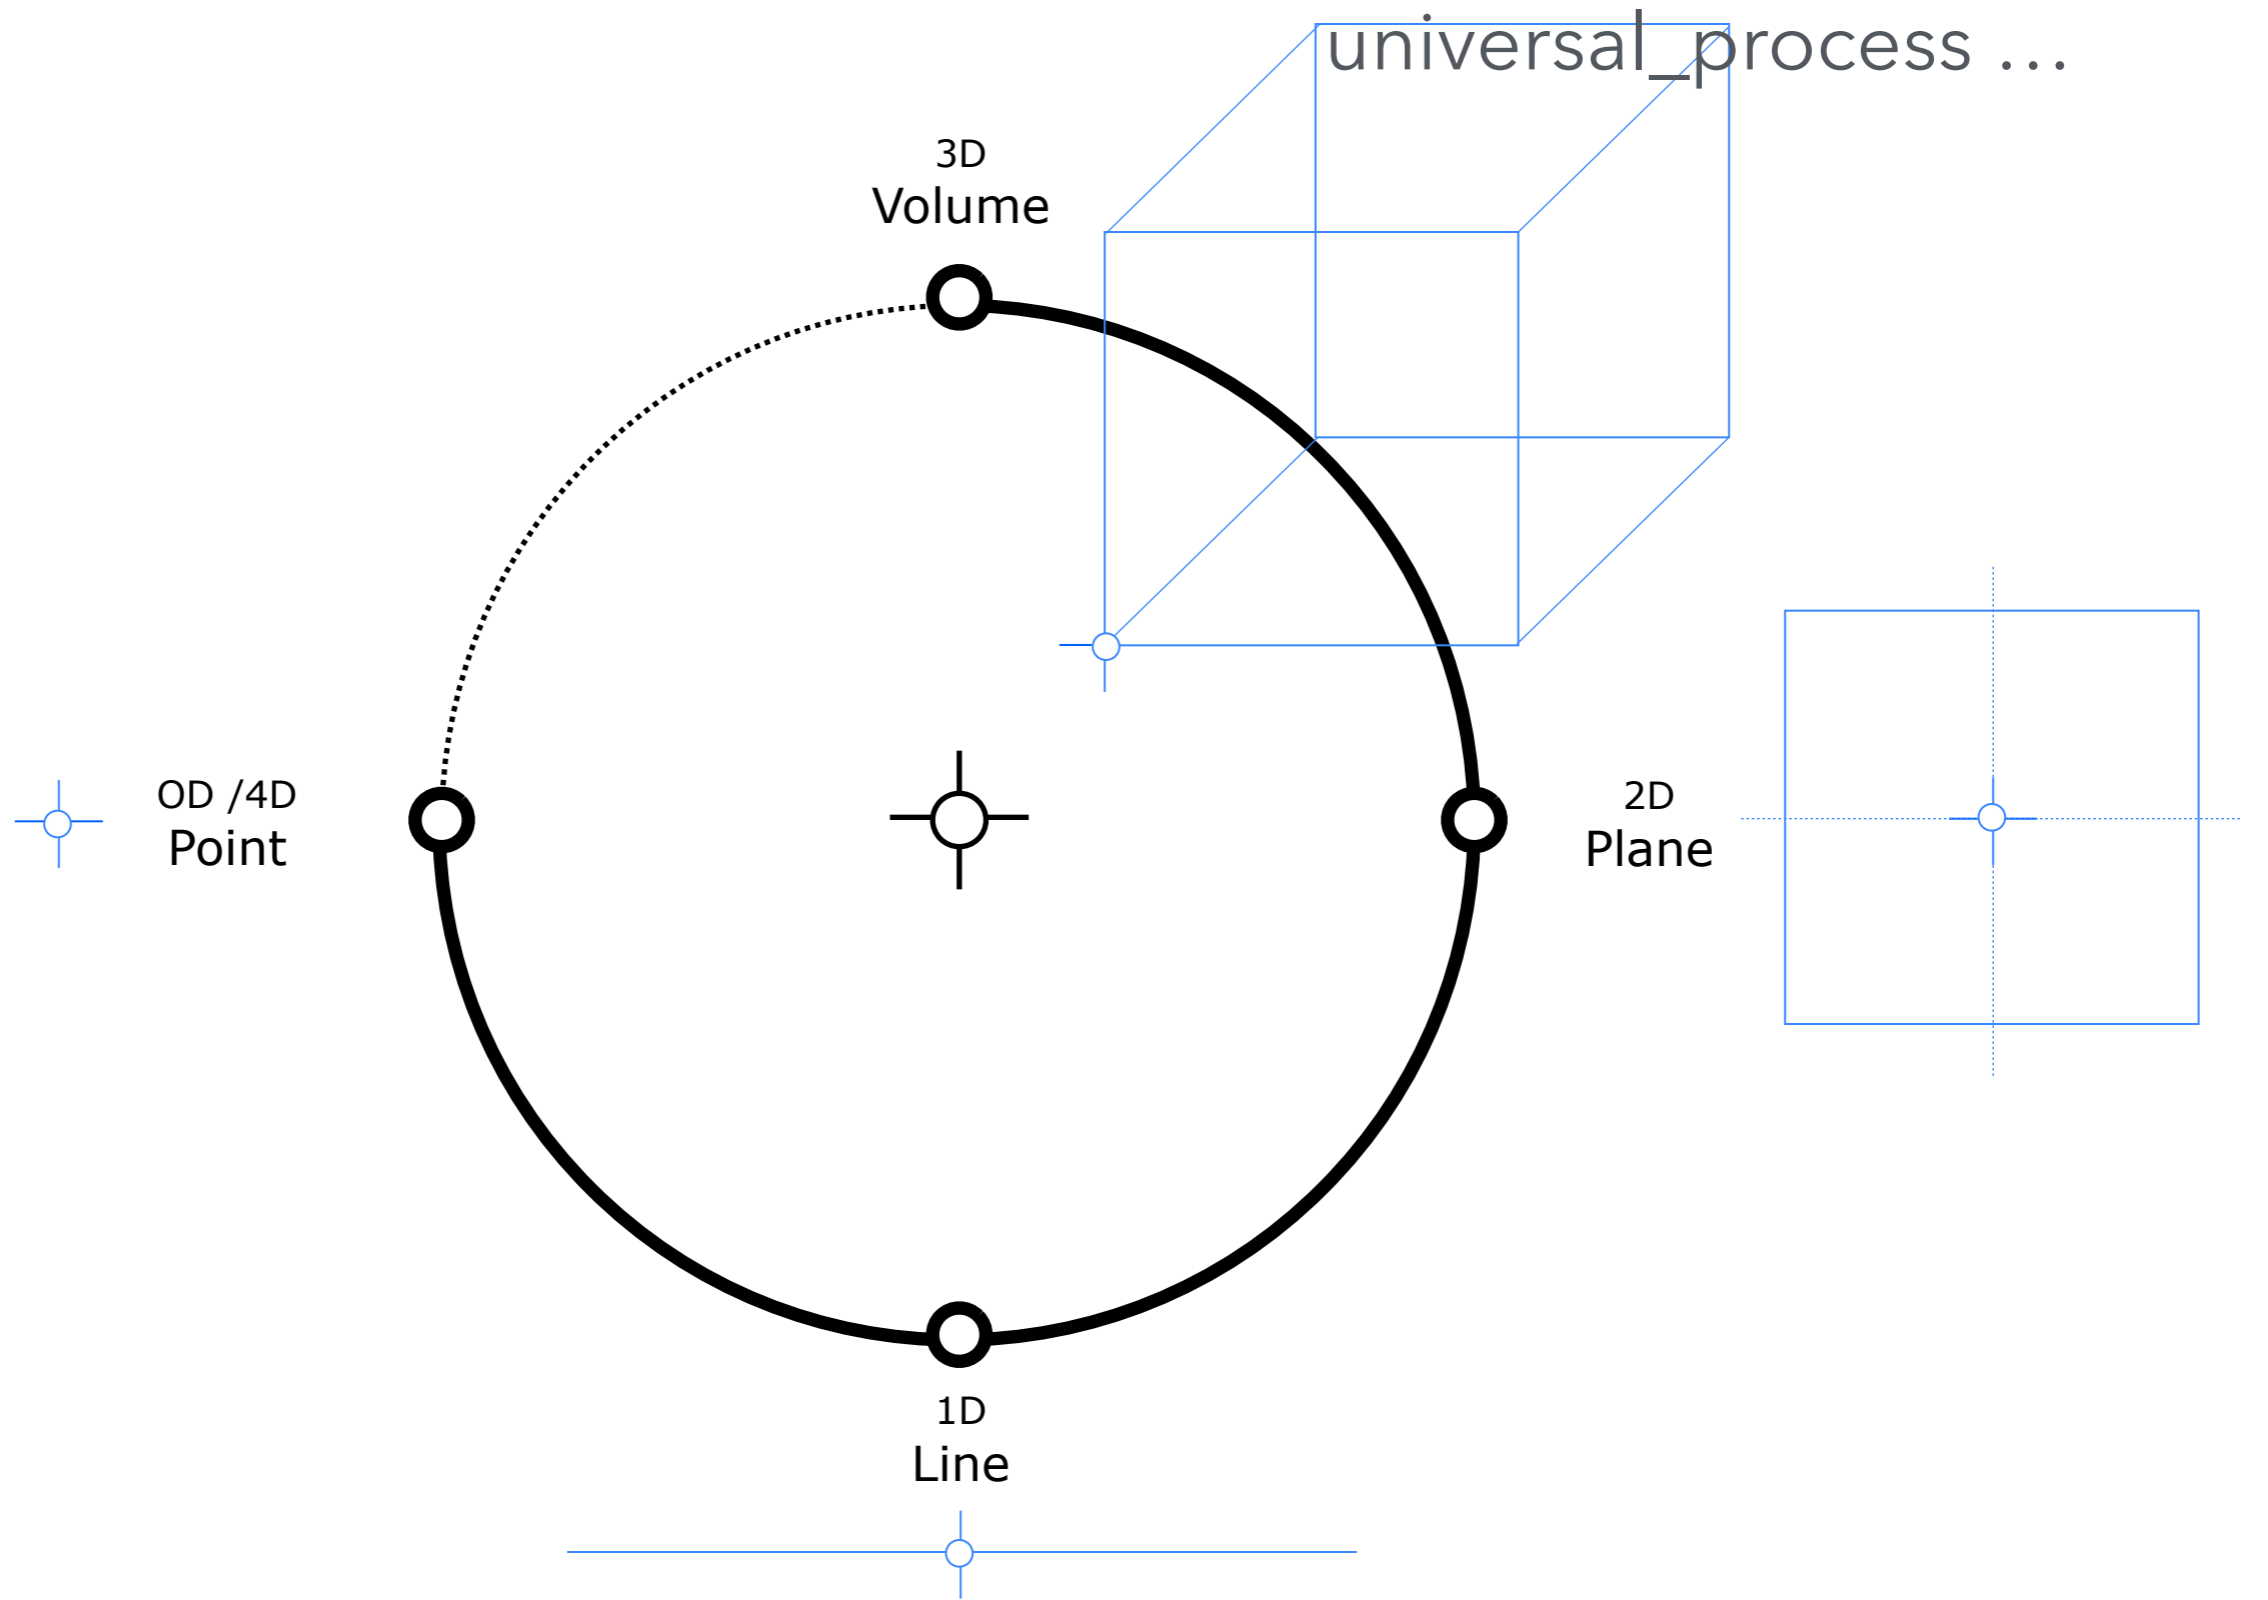 universal_process ...
3D
Volume
OD /4D
Point
2D
Plane
1D
Line